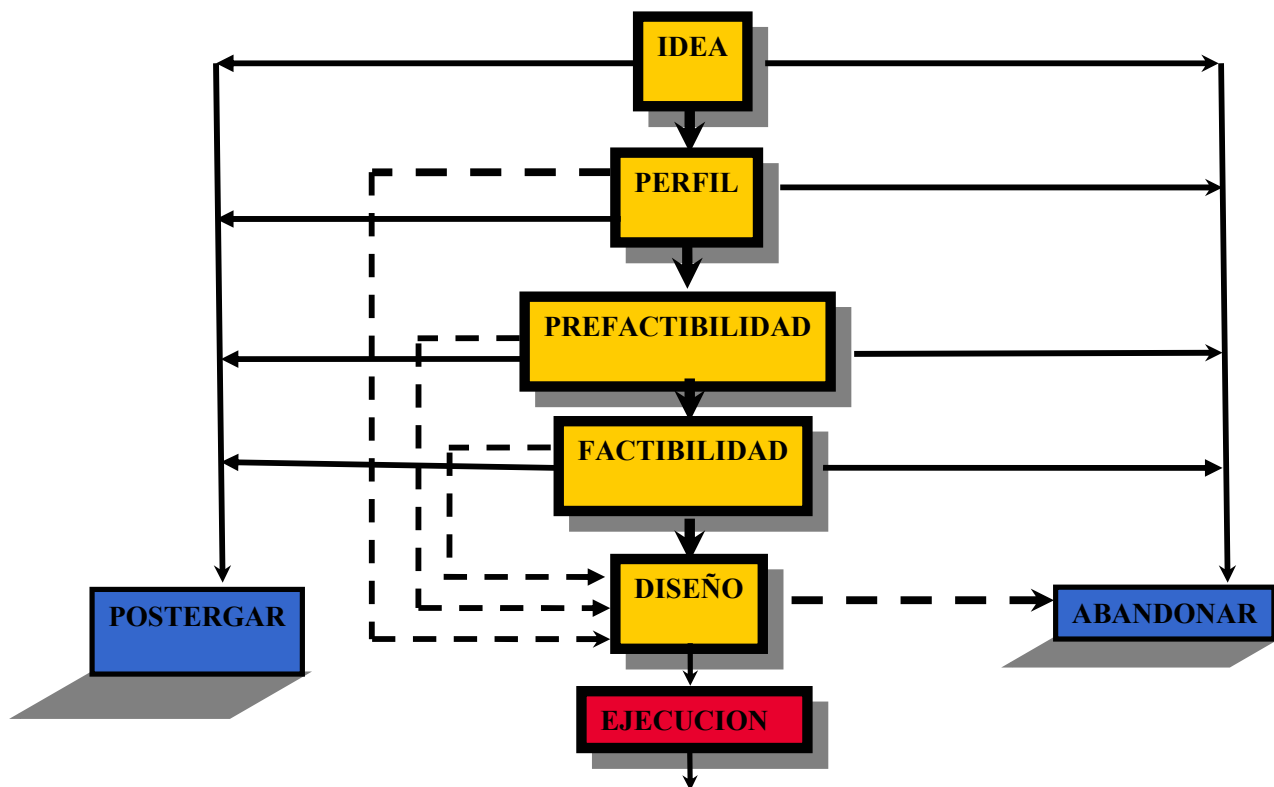 IDEA
PERFIL
PREFACTIBILIDAD
FACTIBILIDAD
DISEÑO
POSTERGAR
ABANDONAR
EJECUCION